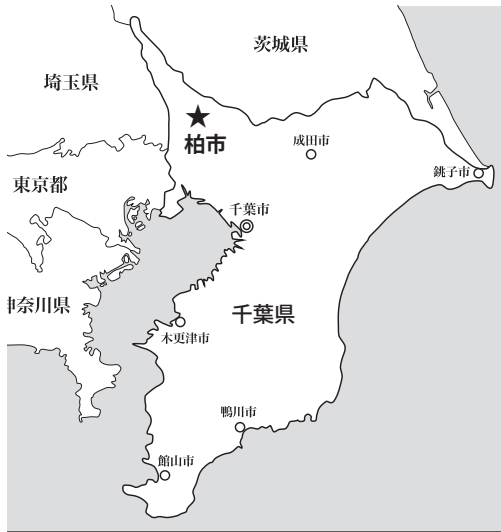 茨城県
埼玉県
柏市
成田市
東京都
銚子市
千葉市
神奈川県
千葉県
木更津市
鴨川市
館山市